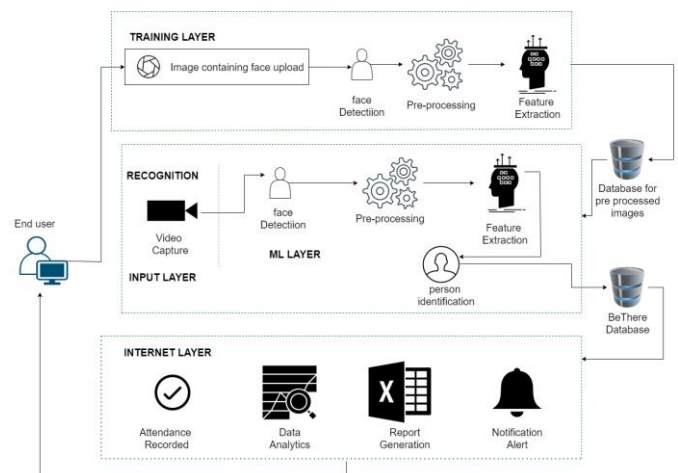 TRAINING LAYER
Image containing face upload
face
Detectiion
Pre-processing
Feature
Extraction
RECOGNITION
Video
Capture
INPUT LAYER
face
Detectiion
ML LAYER
Pre-processing
Feature
Extraction
person
identification
Database for
pre processed
images
End user
BeThere
Database
INTERNET LAYER
Attendance
Recorded
Data
Analytics
X
Report
Generation
Notification
Alert